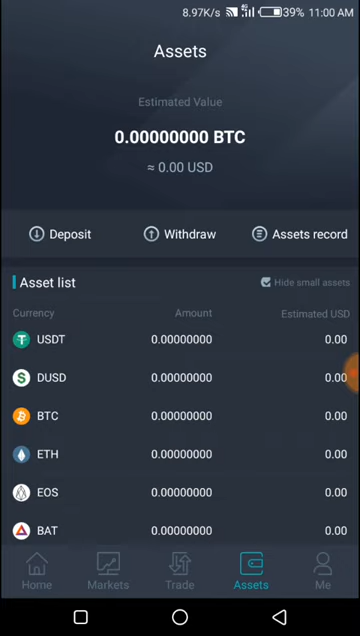 8.97K/s 4G 39% 11:00 AM
Assets
Estimated Value
0.00000000 BTC
≈ 0.00 USD
Deposit Withdraw Assets record
Asset list Hide small assets
Currency Amount Estimated USD
USDT 0.00000000 0.00
DUSD 0.00000000 0.00
BTC 0.00000000 0.00
ETH 0.00000000 0.00
EOS 0.00000000 0.00
BAT 0.00000000 0.00
Home Markets Trade Assets Me